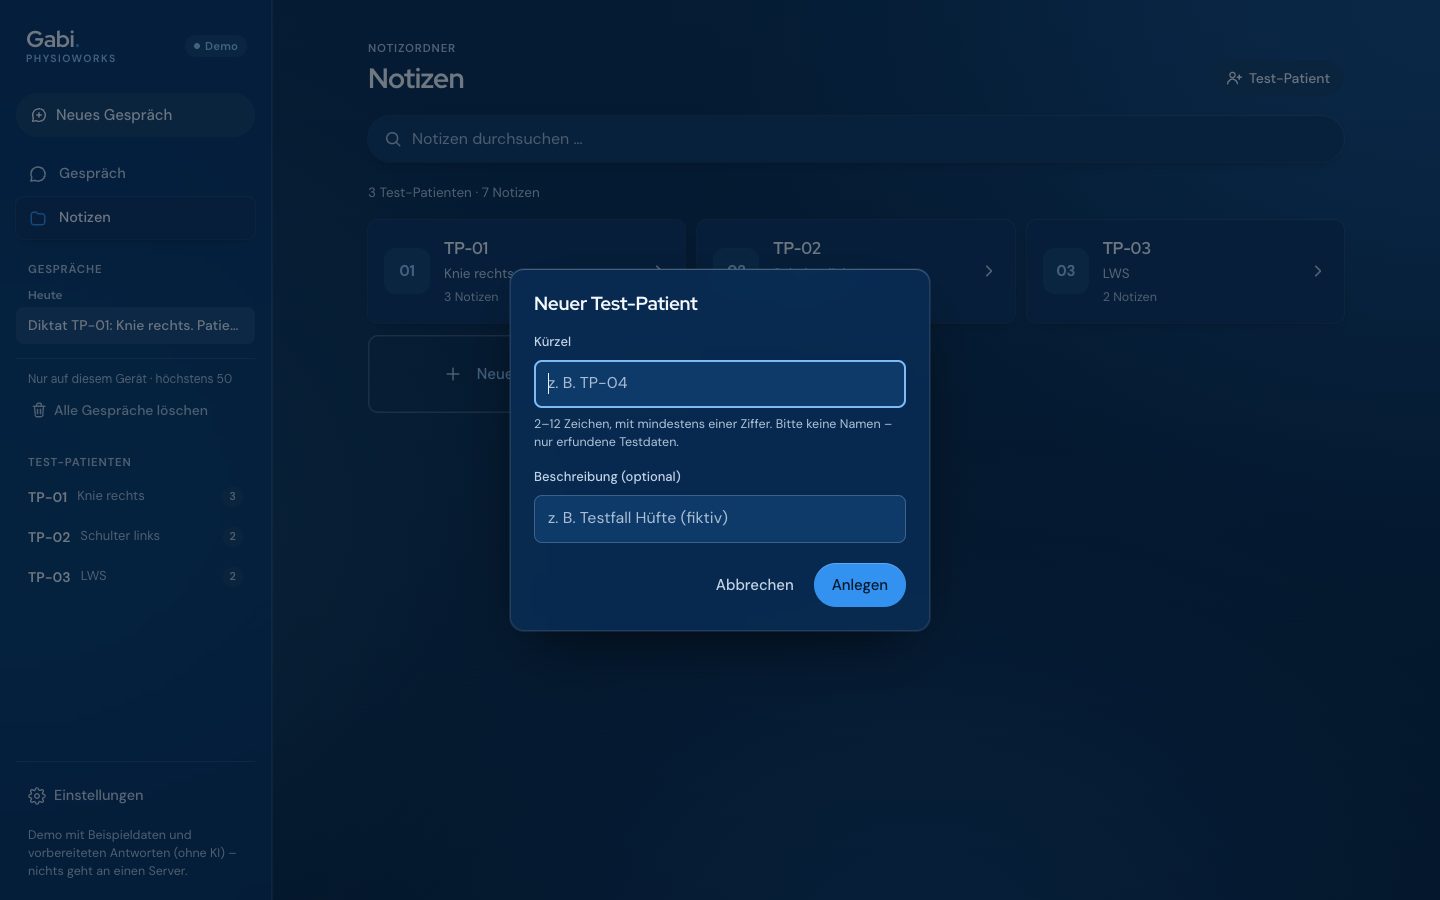 Gabi.
PHYSIOWORKS
Demo
Neues Gespräch
Gespräch
Notizen
GESPRÄCHE
Heute
Diktat TP-01: Knie rechts. Patie...
Nur auf diesem Gerät · höchstens 50
Alle Gespräche löschen
TEST-PATIENTEN
TP-01 Knie rechts 3
TP-02 Schulter links 2
TP-03 LWS 2
Einstellungen
Demo mit Beispieldaten und
vorbereiteten Antworten (ohne KI) –
nichts geht an einen Server.
NOTIZORDNER
Notizen
Test-Patient
Notizen durchsuchen ...
3 Test-Patienten · 7 Notizen
01
TP-01
Knie rechts
3 Notizen
TP-02
03
TP-03
LWS
2 Notizen
Neuer Test-Patient
Kürzel
z. B. TP-04
2–12 Zeichen, mit mindestens einer Ziffer. Bitte keine Namen –
nur erfundene Testdaten.
Beschreibung (optional)
z. B. Testfall Hüfte (fiktiv)
Abbrechen
Anlegen